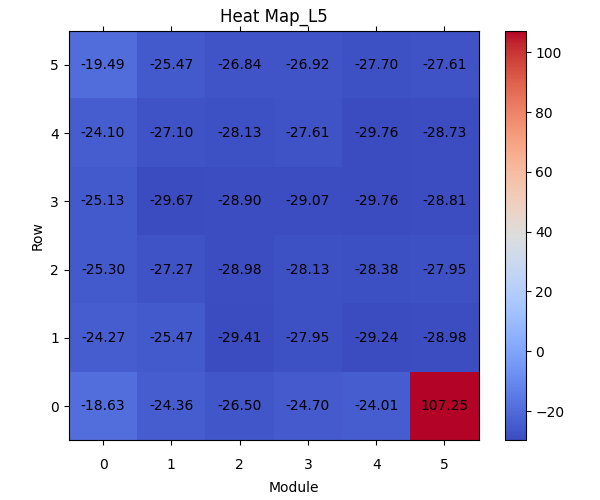 Heat Map_L5
5 -19.49 -25.47 -26.84 -26.92 -27.70 -27.61
4 -24.10 -27.10 -28.13 -27.61 -29.76 -28.73
3 -25.13 -29.67 -28.90 -29.07 -29.76 -28.81
2 -25.30 -27.27 -28.98 -28.13 -28.38 -27.95
1 -24.27 -25.47 -29.41 -27.95 -29.24 -28.98
0 -18.63 -24.36 -26.50 -24.70 -24.01 107.25
0 1 2 3 4 5
Module
Row
100
80
60
40
20
0
−20